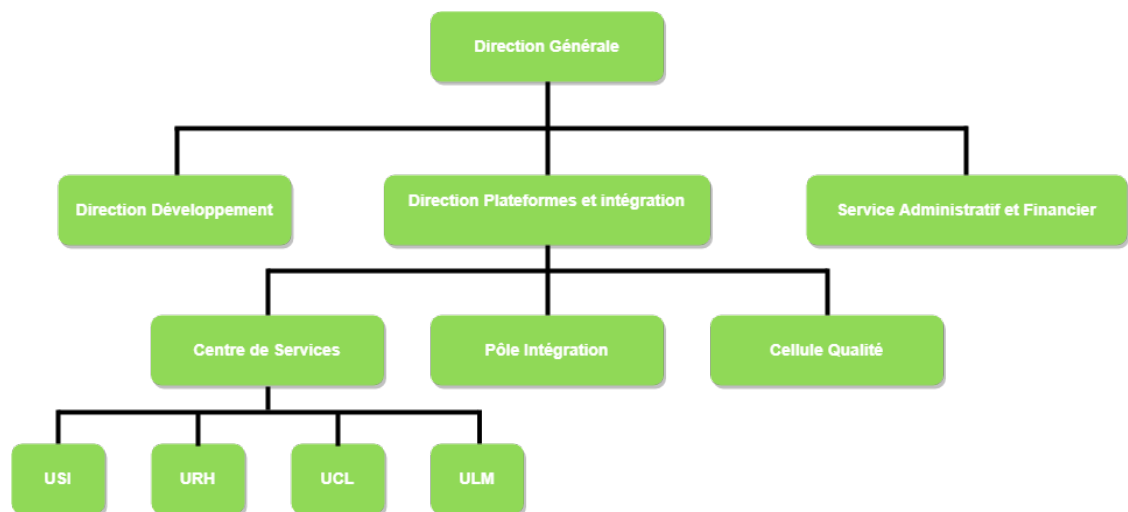 Direction Générale
Direction Développement
Direction Plateformes et intégration
Service Administratif et Financier
Centre de Services
Pôle Intégration
Cellule Qualité
USI
URH
UCL
ULM